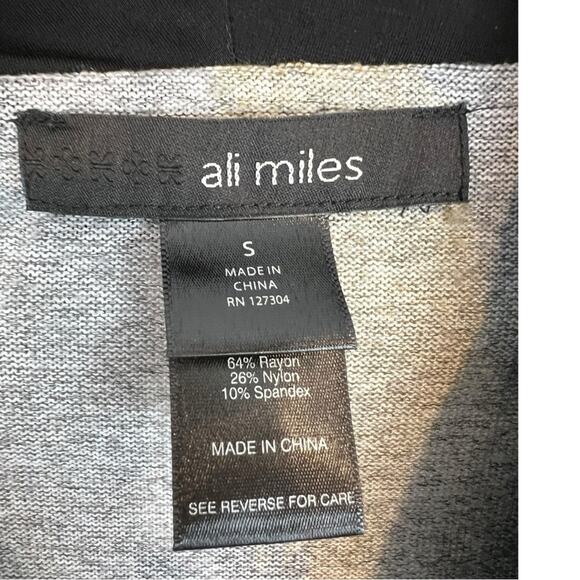 ali miles
S
MADE IN
CHINA
RN 127304
64% Rayon
26% Nylon
10% Spandex
MADE IN CHINA
SEE REVERSE FOR CARE